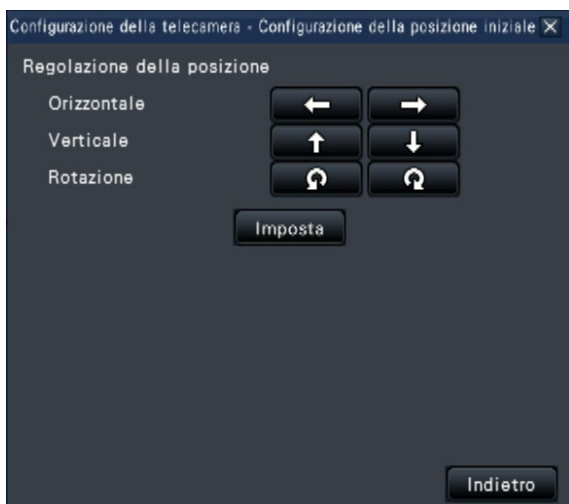 Configurazione della telecamera - Configurazione della posizione iniziale
Regolazione della posizione
Orizzontale
Verticale
Rotazione
Imposta
Indietro